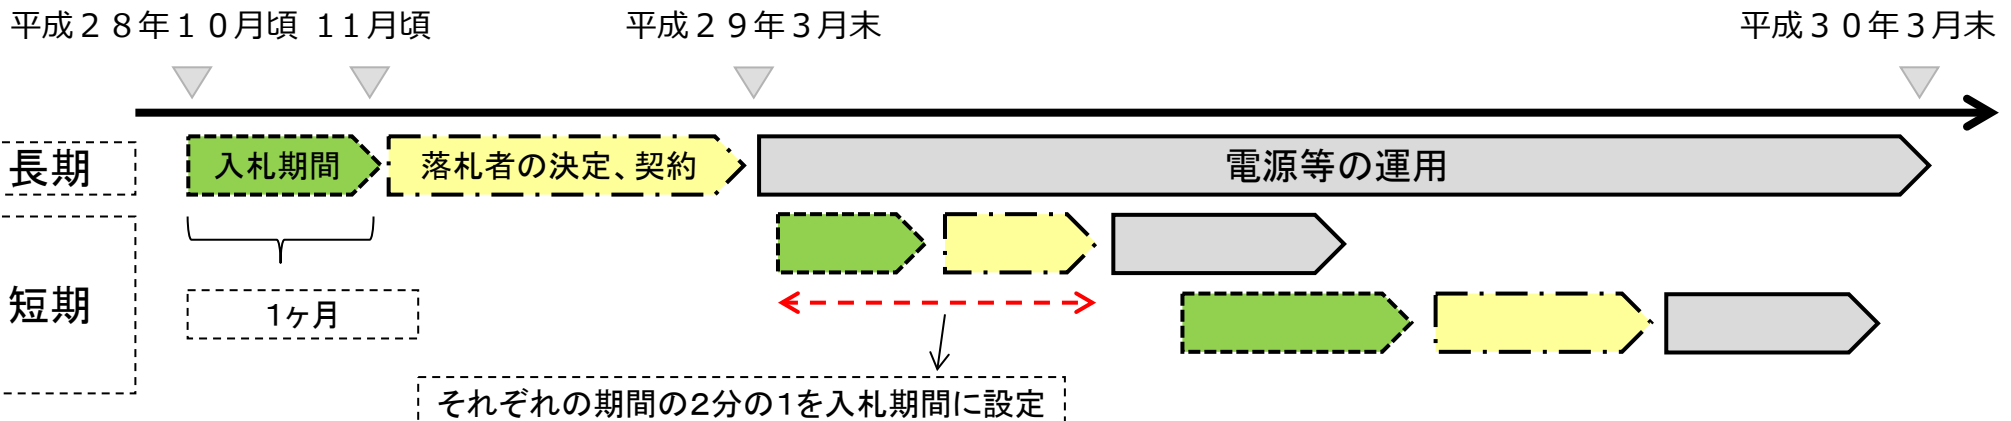 平成２８年１０月頃 11月頃 平成２９年３月末 平成３０年３月末
長期 入札期間 落札者の決定、契約 電源等の運用
短期
1ヶ月
それぞれの期間の2分の1を入札期間に設定